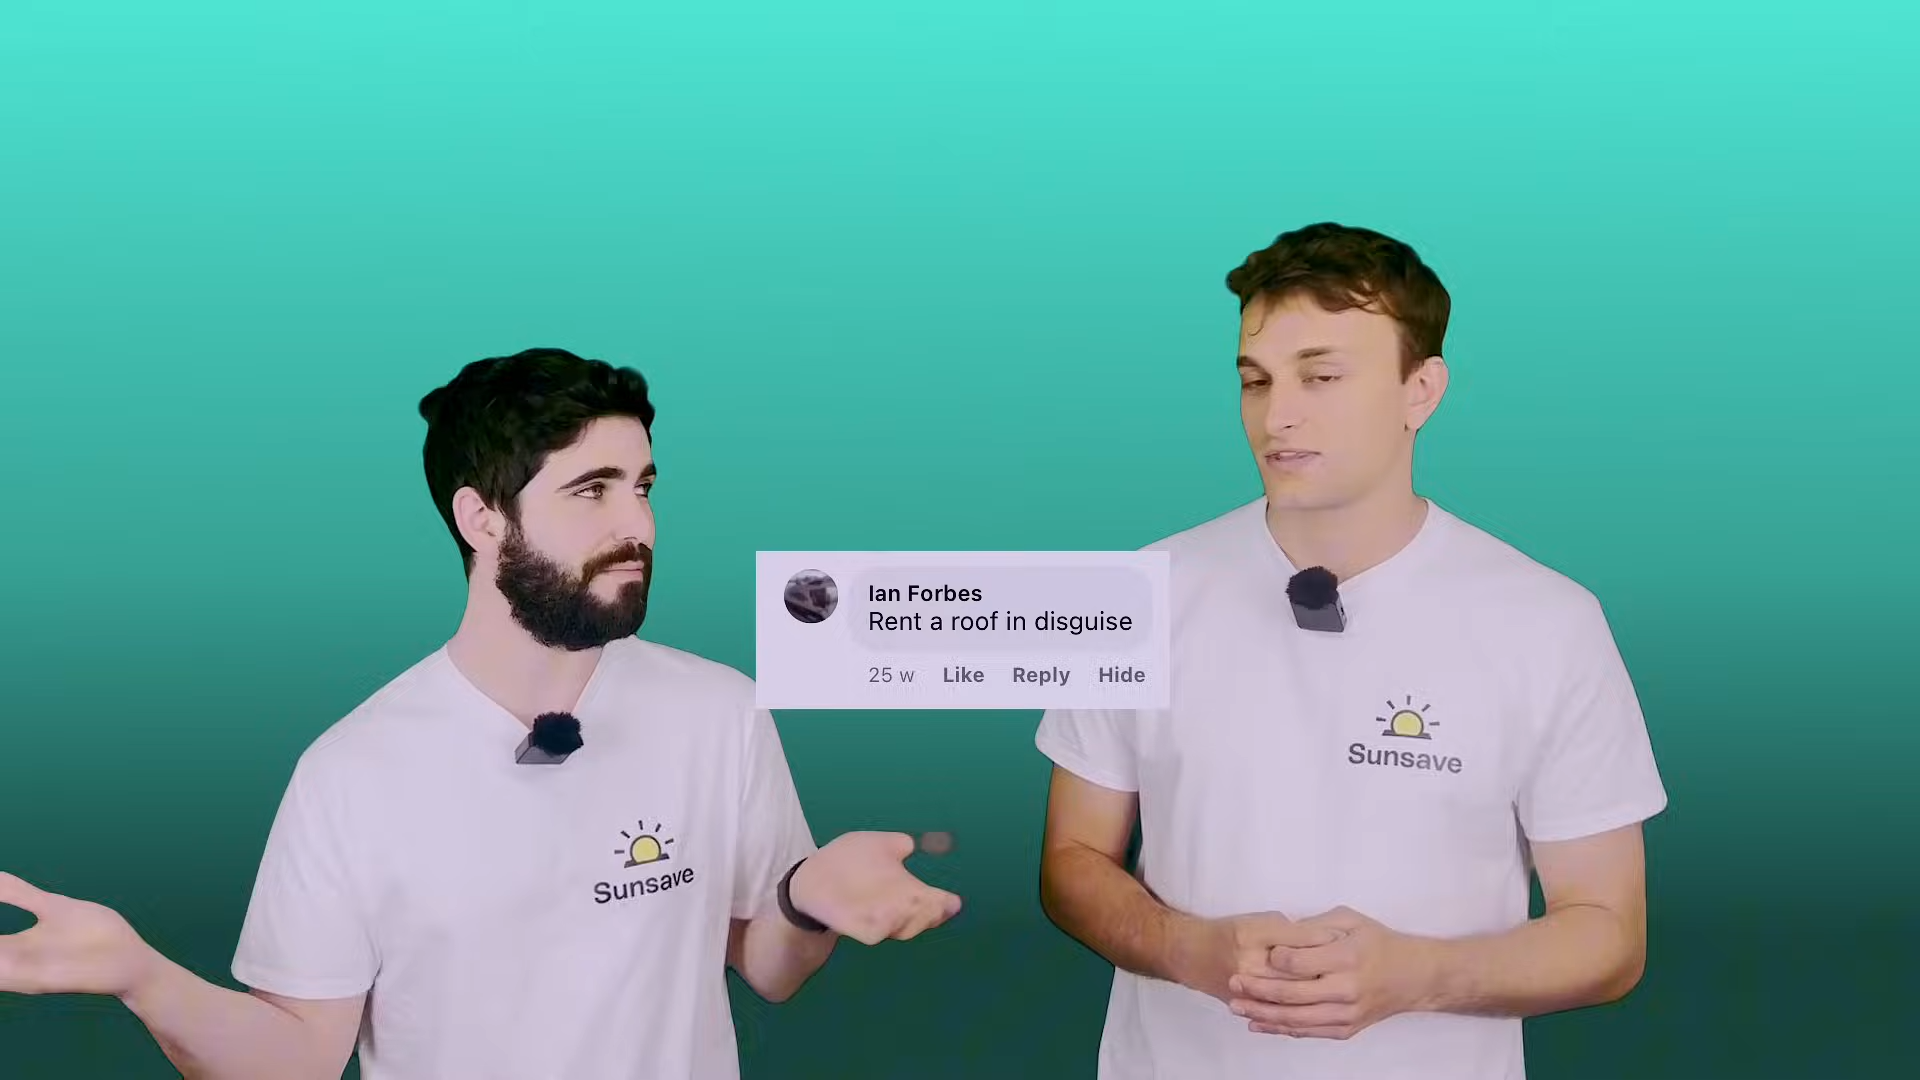 Ian Forbes
Rent a roof in disguise
25 w Like Reply Hide
Sunsave
Sunsave